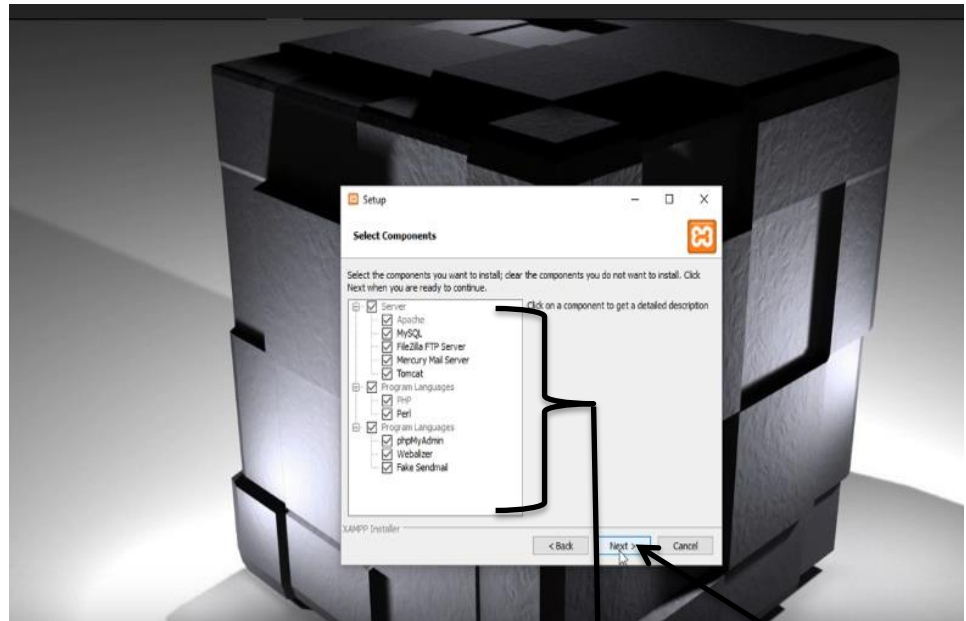 Setup
Select Components
Select the components you want to install; clear the components you do not want to install. Click
Next when you are ready to continue.
Server
Apache
MySQL
FileZilla FTP Server
Mercury Mail Server
Tomcat
Program Languages
PHP
Perl
Program Languages
phpMyAdmin
Webalizer
Fake Sendmail
Click on a component to get a detailed description
XAMPP Installer
< Back
Next >
Cancel